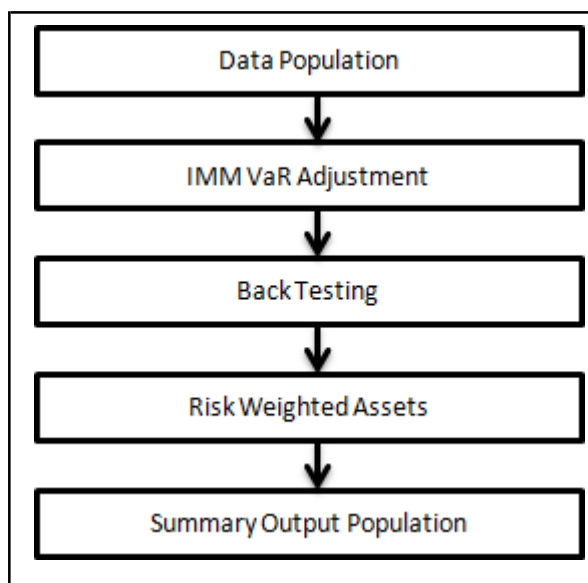 Data Population
IMM VaR Adjustment
Back Testing
Risk Weighted Assets
Summary Output Population